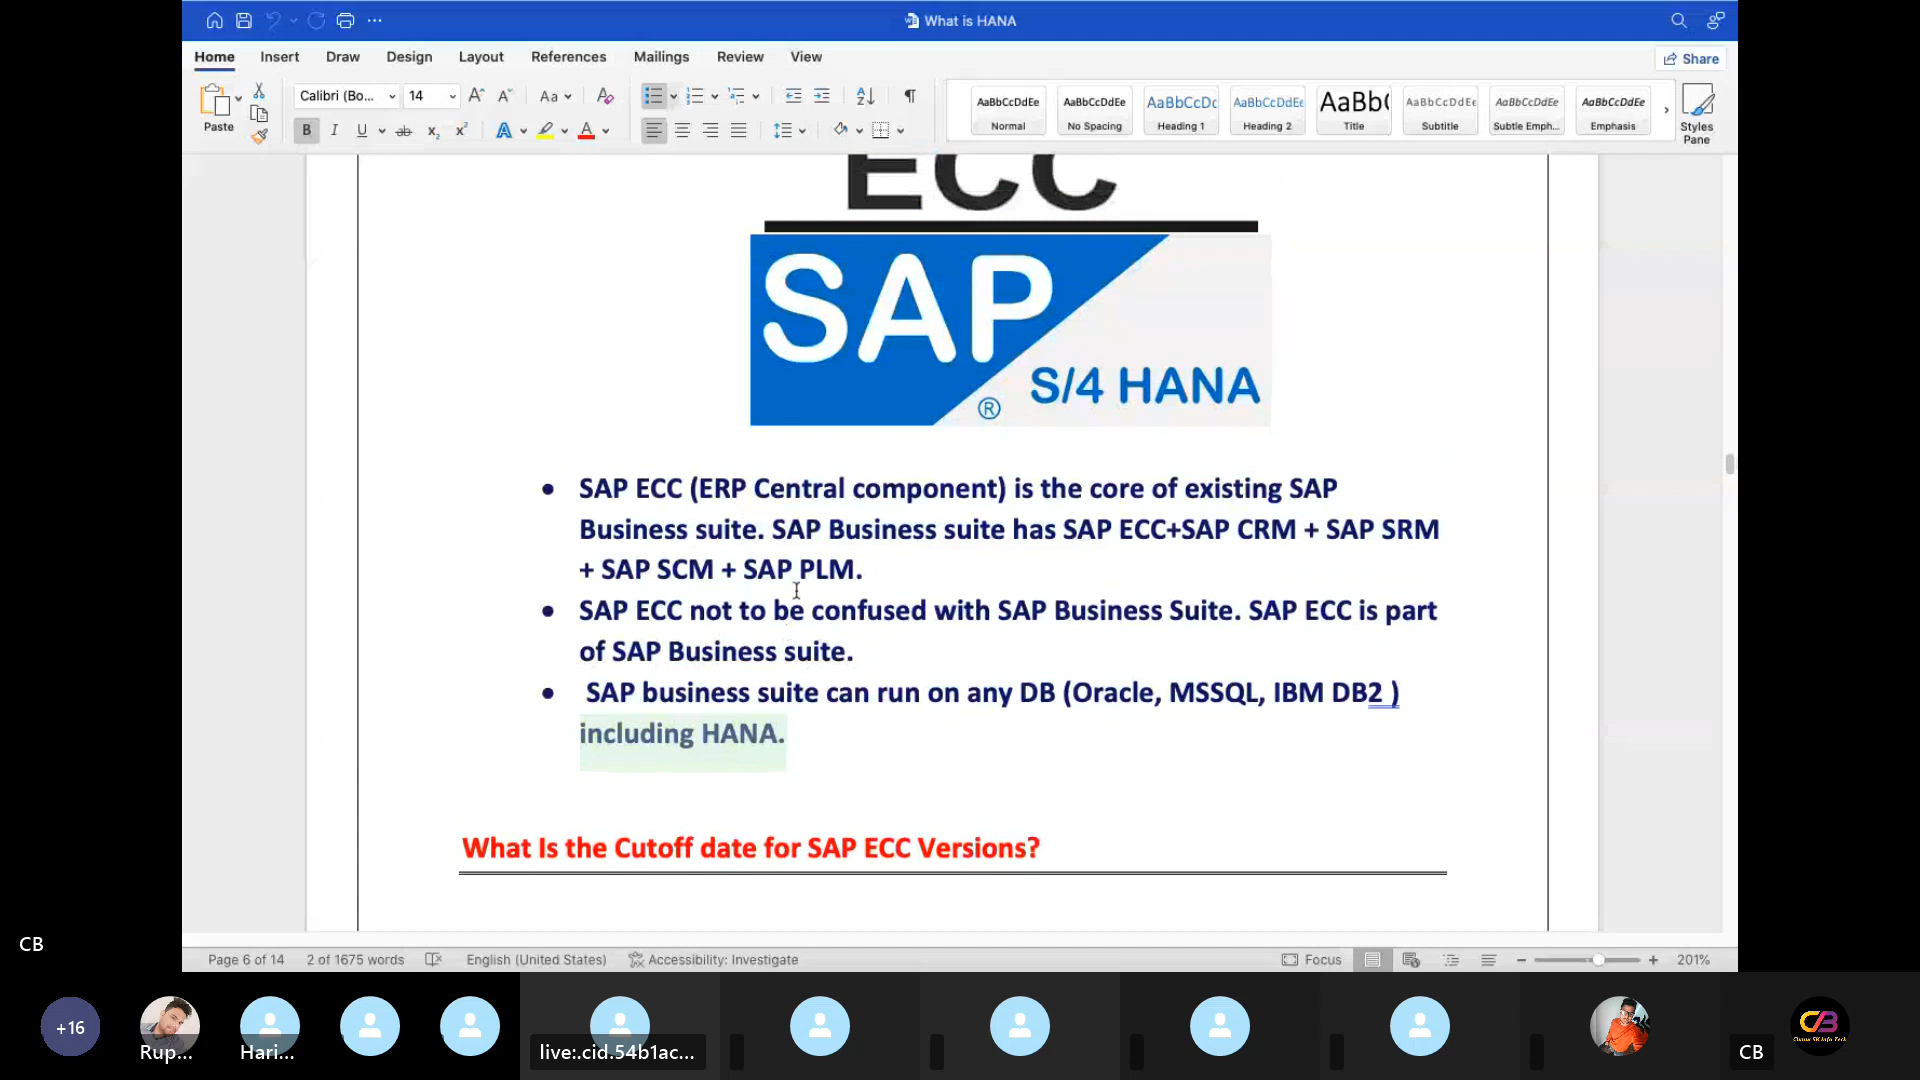 What is HANA
Home Insert Draw Design Layout References Mailings Review View
Share
Paste
Calibri (Bo... 14
Aa
B I U ab x₂ x²
A A
AaBbCcDdEe AaBbCcDdEe AaBbCcDc AaBbCcDdEe AaBb( AaBbCcDdEe AaBbCcDdEe AaBbCcDdEe
Normal No Spacing Heading 1 Heading 2 Title Subtitle Subtle Emph... Emphasis
Styles
Pane
ECC
SAP
® S/4 HANA
• SAP ECC (ERP Central component) is the core of existing SAP
Business suite. SAP Business suite has SAP ECC+SAP CRM + SAP SRM
+ SAP SCM + SAP PLM.
• SAP ECC not to be confused with SAP Business Suite. SAP ECC is part
of SAP Business suite.
• SAP business suite can run on any DB (Oracle, MSSQL, IBM DB2 )
including HANA.
What Is the Cutoff date for SAP ECC Versions?
CB
Page 6 of 14 2 of 1675 words English (United States) Accessibility: Investigate Focus 201%
+16
Rup... Hari... live:.cid.54b1ac... CB
CB